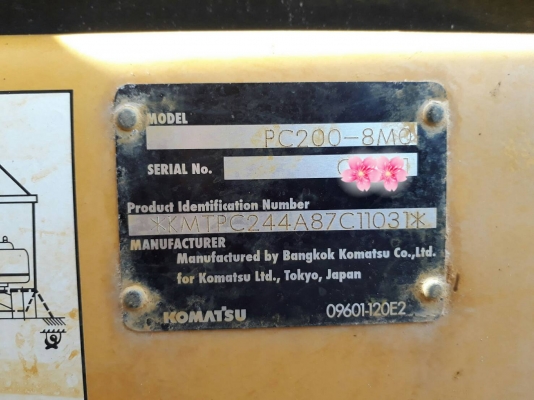 MODEL
PC200-8M0
SERIAL No.
Product Identification Number
*KMTPC244A87C11031*
MANUFACTURER
Manufactured by Bangkok Komatsu Co.,Ltd.
for Komatsu Ltd., Tokyo, Japan
KOMATSU 09601-120E2